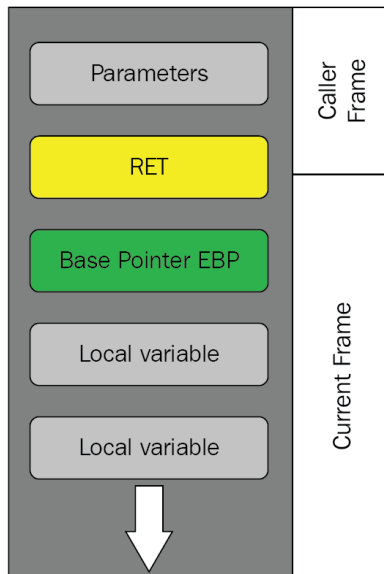 Parameters
RET
Base Pointer EBP
Local variable
Local variable
Caller
Frame
Current Frame